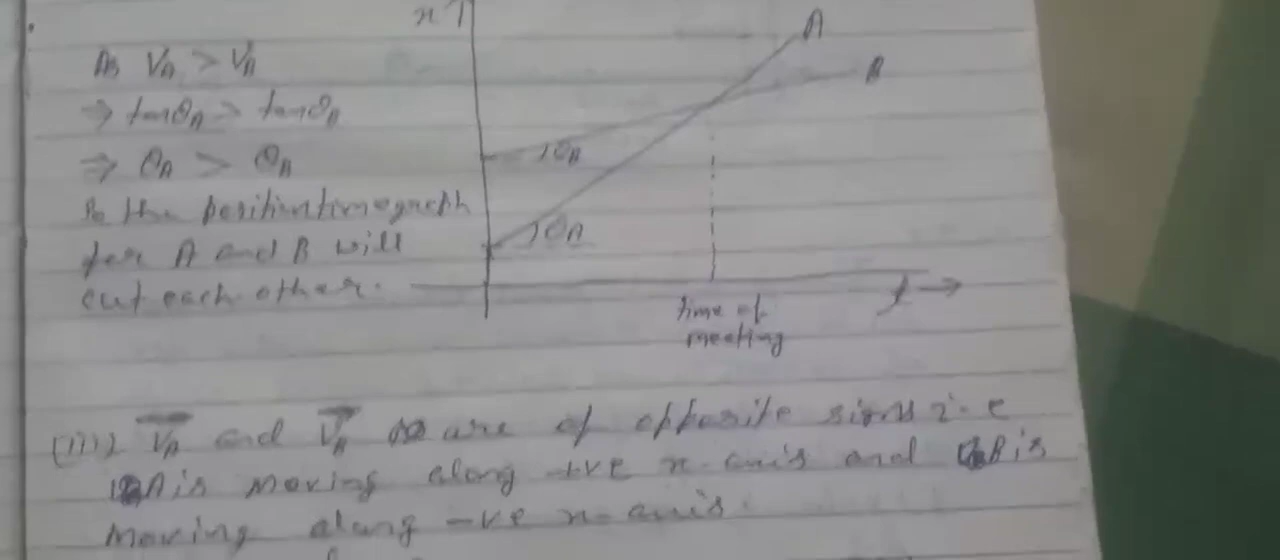 x ↑
A
B
As VA > VB
⇒ tanθA > tanθB
⇒ θA > θB
So the position time graph
for A and B will
cut each other.
θB
θA
t →
time of
meeting
(iii) VA and VB are of opposite signs i.e
A is moving along +ve x-axis and B is
moving along -ve x-axis.